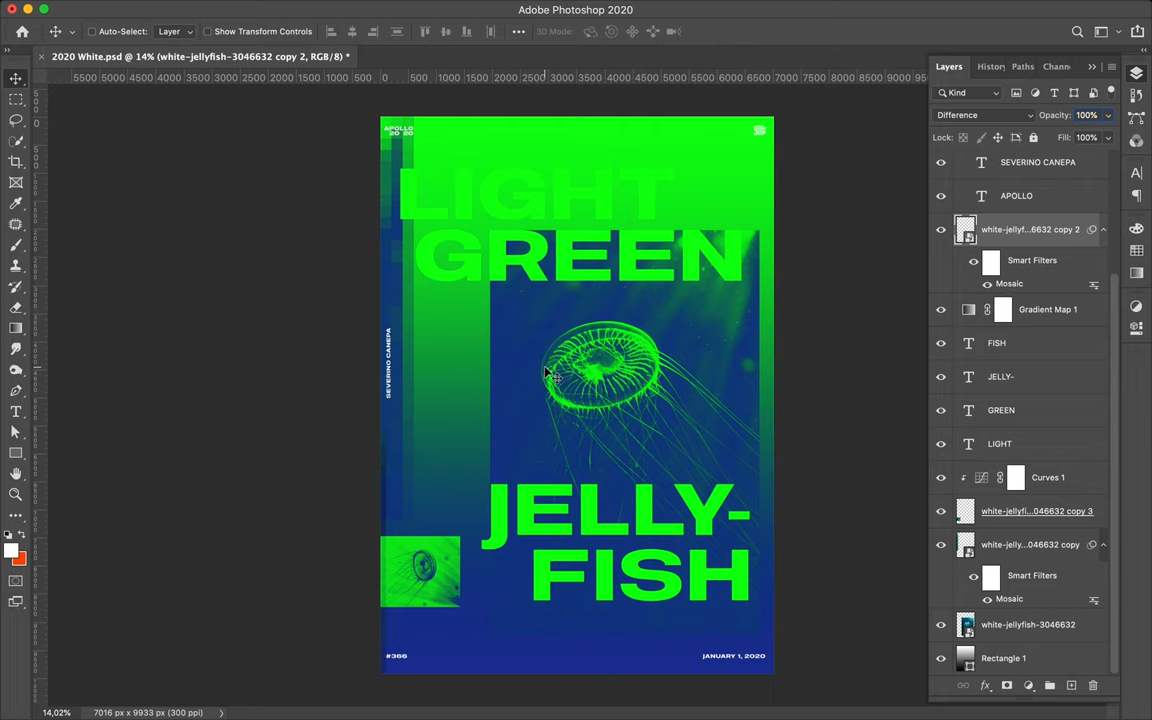 Adobe Photoshop 2020
Auto-Select: Layer Show Transform Controls 3D Mode:
2020 White.psd @ 14% (white-jellyfish-3046632 copy 2, RGB/8) *
5500 5000 4500 4000 3500 3000 2500 2000 1500 1000 500 0 500 1000 1500 2000 2500 3000 3500 4000 4500 5000 5500 6000 6500 7000 7500 8000 8500 9000
Layers Histor Paths Chann
Kind
Difference Opacity: 100%
Lock: Fill: 100%
SEVERINO CANEPA
APOLLO
white-jellyf...6632 copy 2
Smart Filters
Mosaic
Gradient Map 1
FISH
JELLY-
GREEN
LIGHT
Curves 1
white-jellyfi...046632 copy 3
white-jelly...046632 copy
Smart Filters
Mosaic
white-jellyfish-3046632
Rectangle 1
APOLLO
20 20
LIGHT
GREEN
SEVERINO CANEPA
JELLY-
FISH
#366
JANUARY 1, 2020
14,02% 7016 px x 9933 px (300 ppi)